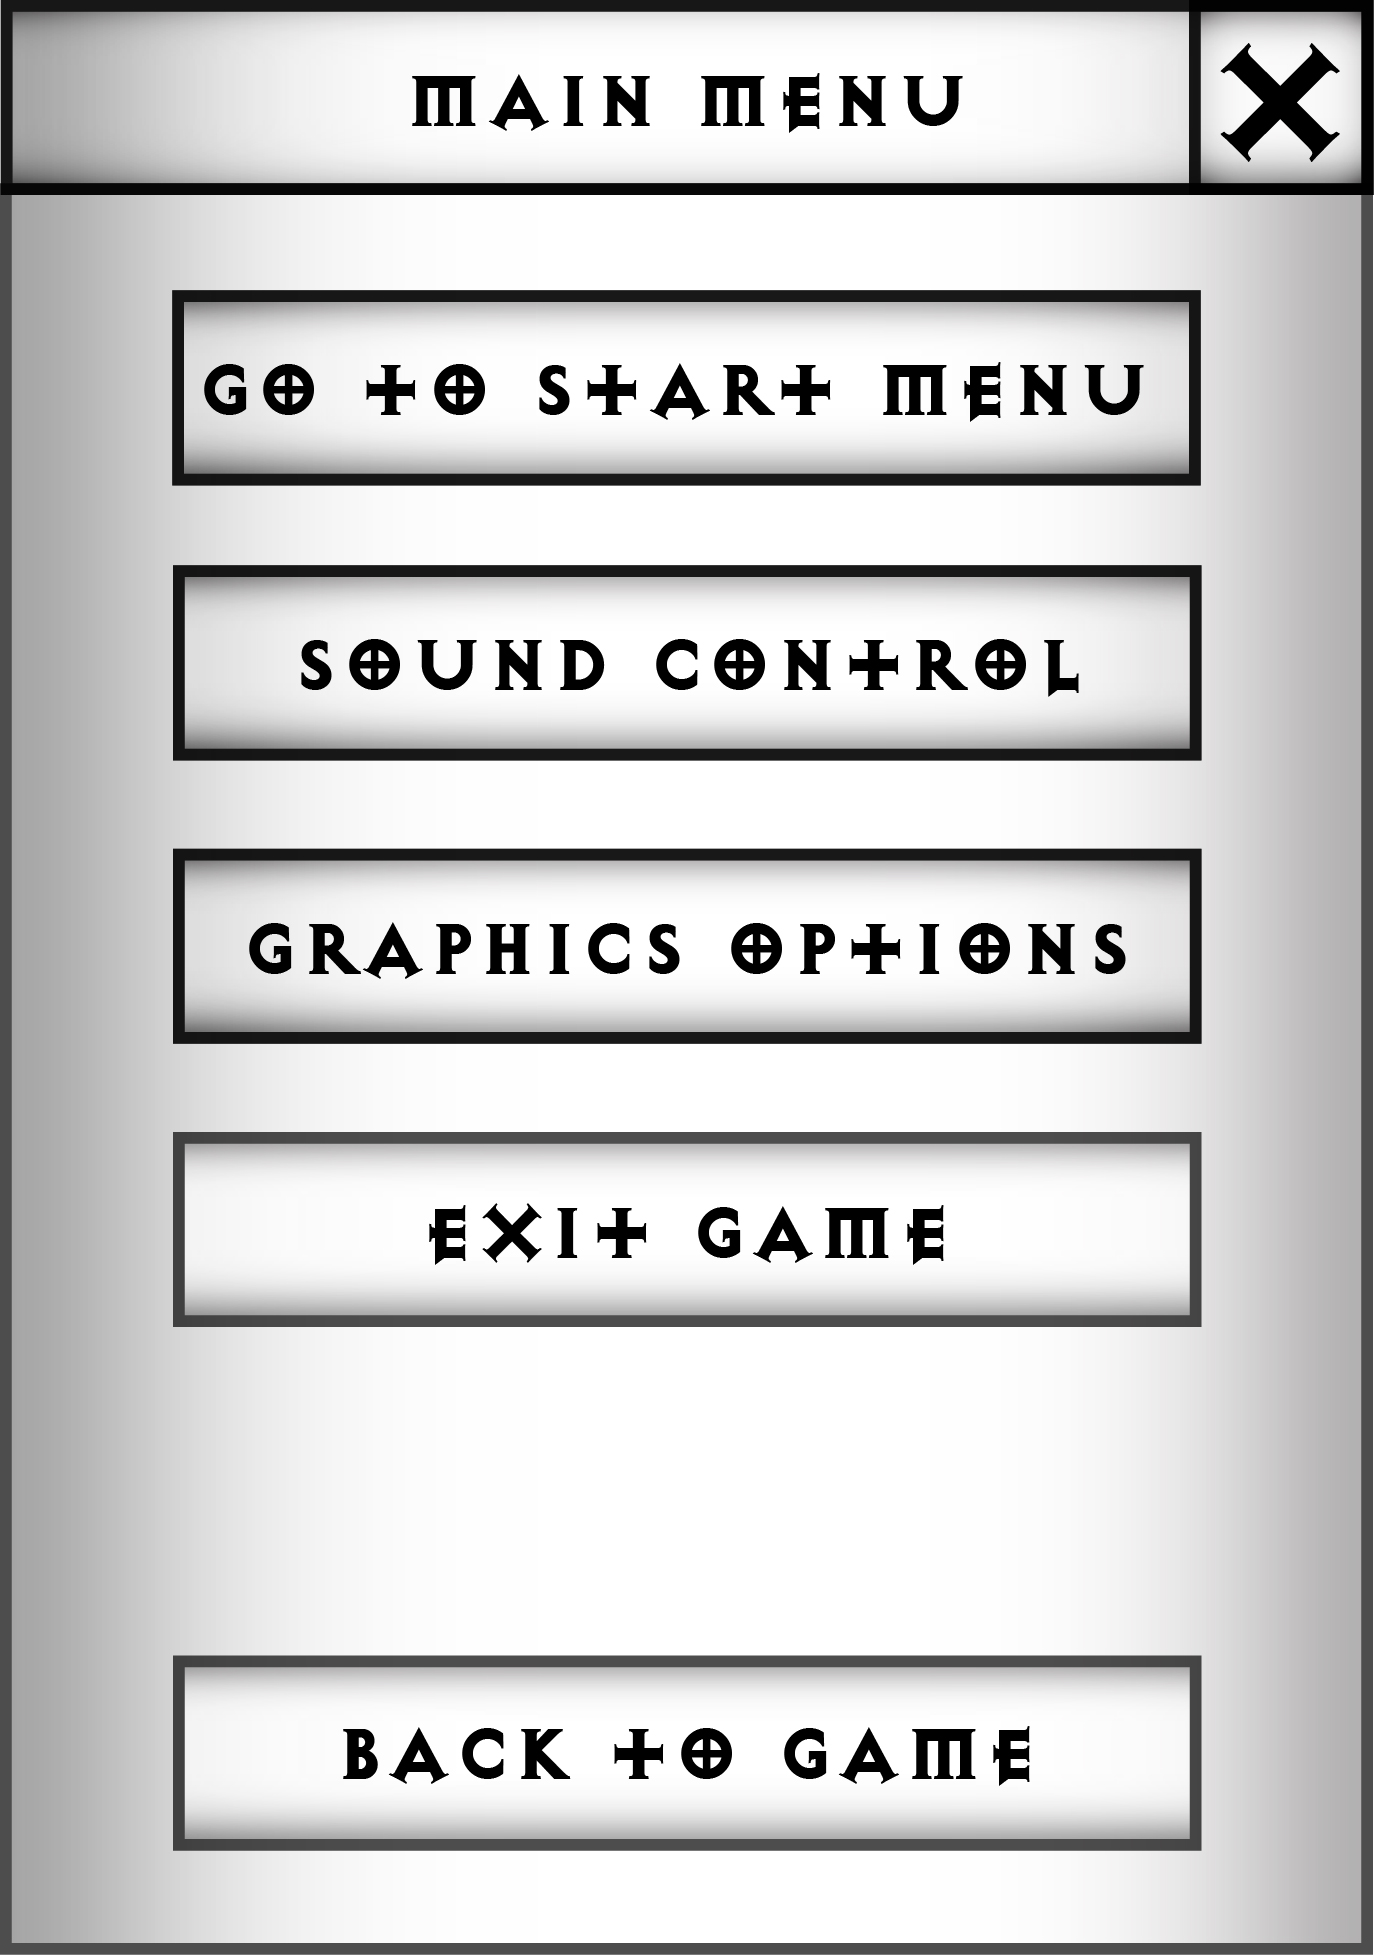 MAIN MENU
GO TO START MENU
SOUND CONTROL
GRAPHICS OPTIONS
EXIT GAME
BACK TO GAME